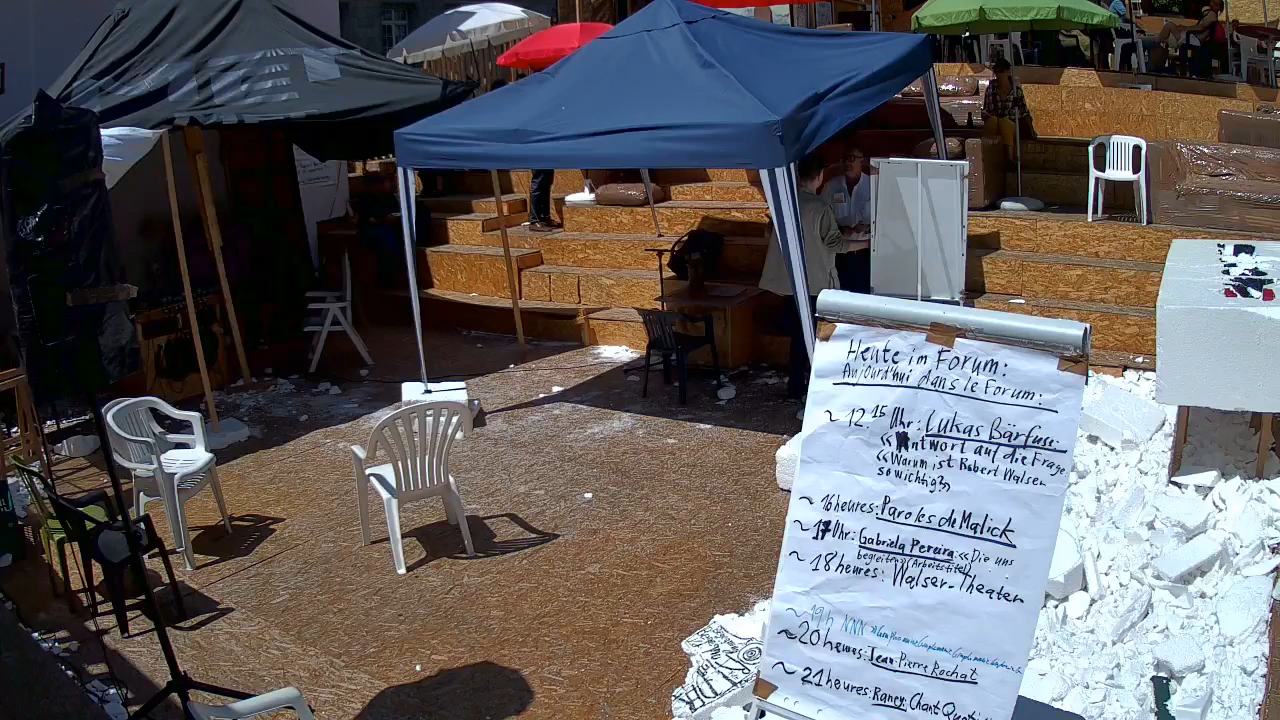 Heute im Forum:
Aujourd'hui dans le Forum:
~ 12.15 Uhr: Lukas Bärfuss
«Antwort auf die Frage
«Warum ist Robert Walser
so wichtig?»
~ 16 heures: Paroles de Malick
~ 17 Uhr: Gabriela Pereira: «Die uns
begreifen» (Arbeitstitel)
~ 18 heures: Walser-Theater
~ 19h NNN
~ 20 heures: Jean-Pierre Rochat
~ 21 heures: Raney: Chant